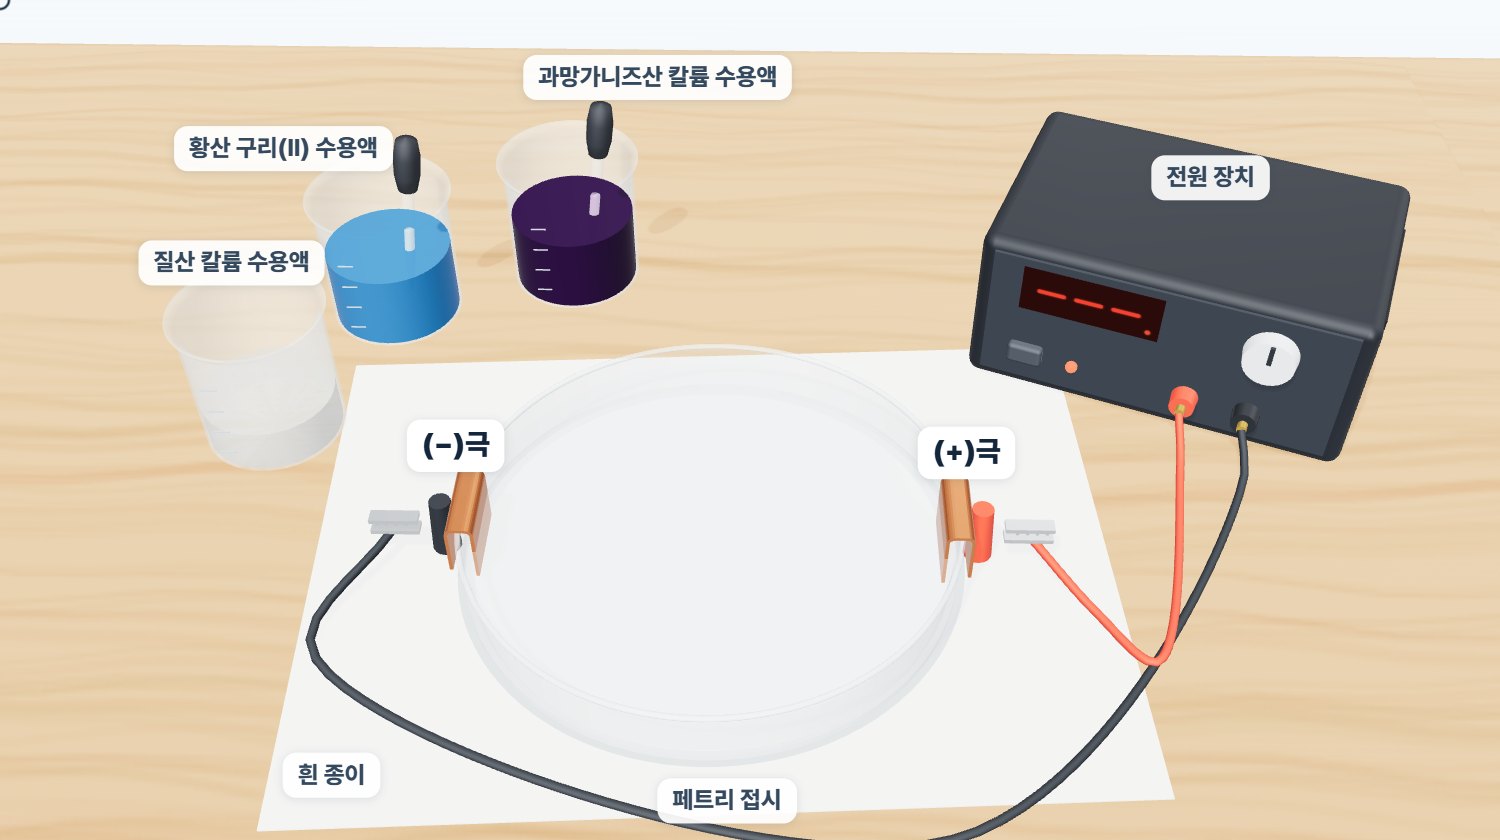 과망가니즈산 칼륨 수용액
황산 구리(II) 수용액
전원 장치
질산 칼륨 수용액
(−)극
(+)극
흰 종이
페트리 접시